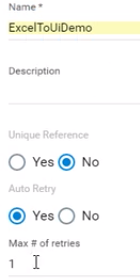 Name *
ExcelToUiDemo
Description
Unique Reference
Yes No
Auto Retry
Yes No
Max # of retries
1